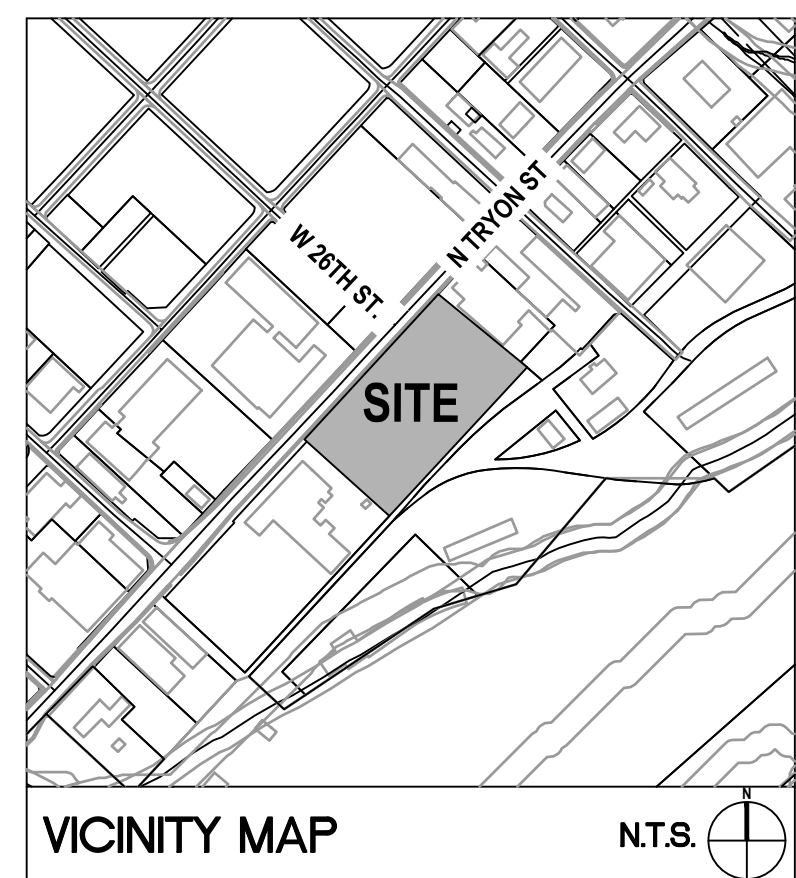 N TRYON ST
W 26TH ST.
SITE
VICINITY MAP
N.T.S.
N